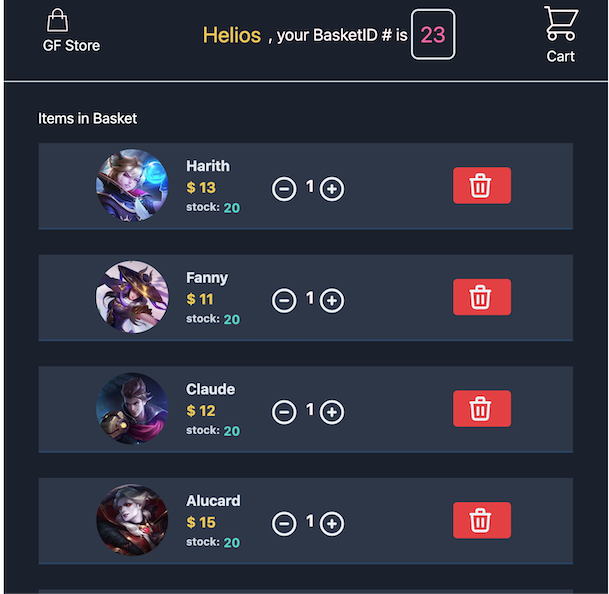 GF Store
Helios , your BasketID # is 23
Cart
Items in Basket
Harith
$ 13
stock: 20
1
Fanny
$ 11
stock: 20
1
Claude
$ 12
stock: 20
1
Alucard
$ 15
stock: 20
1